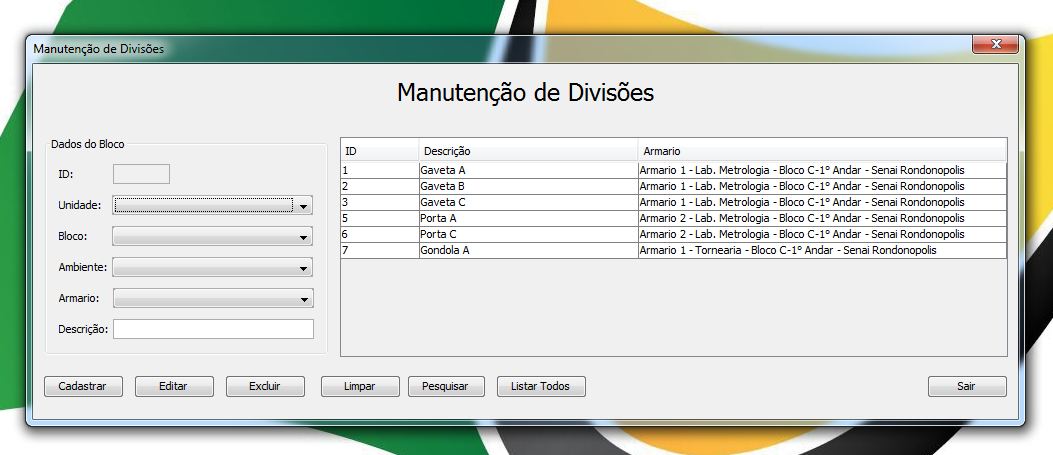 Manutenção de Divisões
Manutenção de Divisões
Dados do Bloco
ID:
Unidade:
Bloco:
Ambiente:
Armario:
Descrição:
ID Descrição Armario
1 Gaveta A Armario 1 - Lab. Metrologia - Bloco C-1° Andar - Senai Rondonopolis
2 Gaveta B Armario 1 - Lab. Metrologia - Bloco C-1° Andar - Senai Rondonopolis
3 Gaveta C Armario 1 - Lab. Metrologia - Bloco C-1° Andar - Senai Rondonopolis
5 Porta A Armario 2 - Lab. Metrologia - Bloco C-1° Andar - Senai Rondonopolis
6 Porta C Armario 2 - Lab. Metrologia - Bloco C-1° Andar - Senai Rondonopolis
7 Gondola A Armario 1 - Tornearia - Bloco C-1° Andar - Senai Rondonopolis
Cadastrar Editar Excluir Limpar Pesquisar Listar Todos Sair